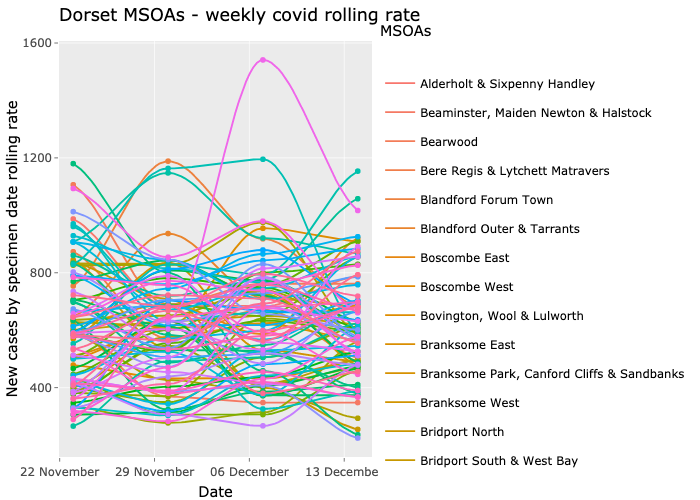 Dorset MSOAs - weekly covid rolling rate
MSOAs
New cases by specimen date rolling rate
1600
1200
800
400
22 November
29 November
06 December
13 Decembe
Date
Alderholt & Sixpenny Handley
Beaminster, Maiden Newton & Halstock
Bearwood
Bere Regis & Lytchett Matravers
Blandford Forum Town
Blandford Outer & Tarrants
Boscombe East
Boscombe West
Bovington, Wool & Lulworth
Branksome East
Branksome Park, Canford Cliffs & Sandbanks
Branksome West
Bridport North
Bridport South & West Bay